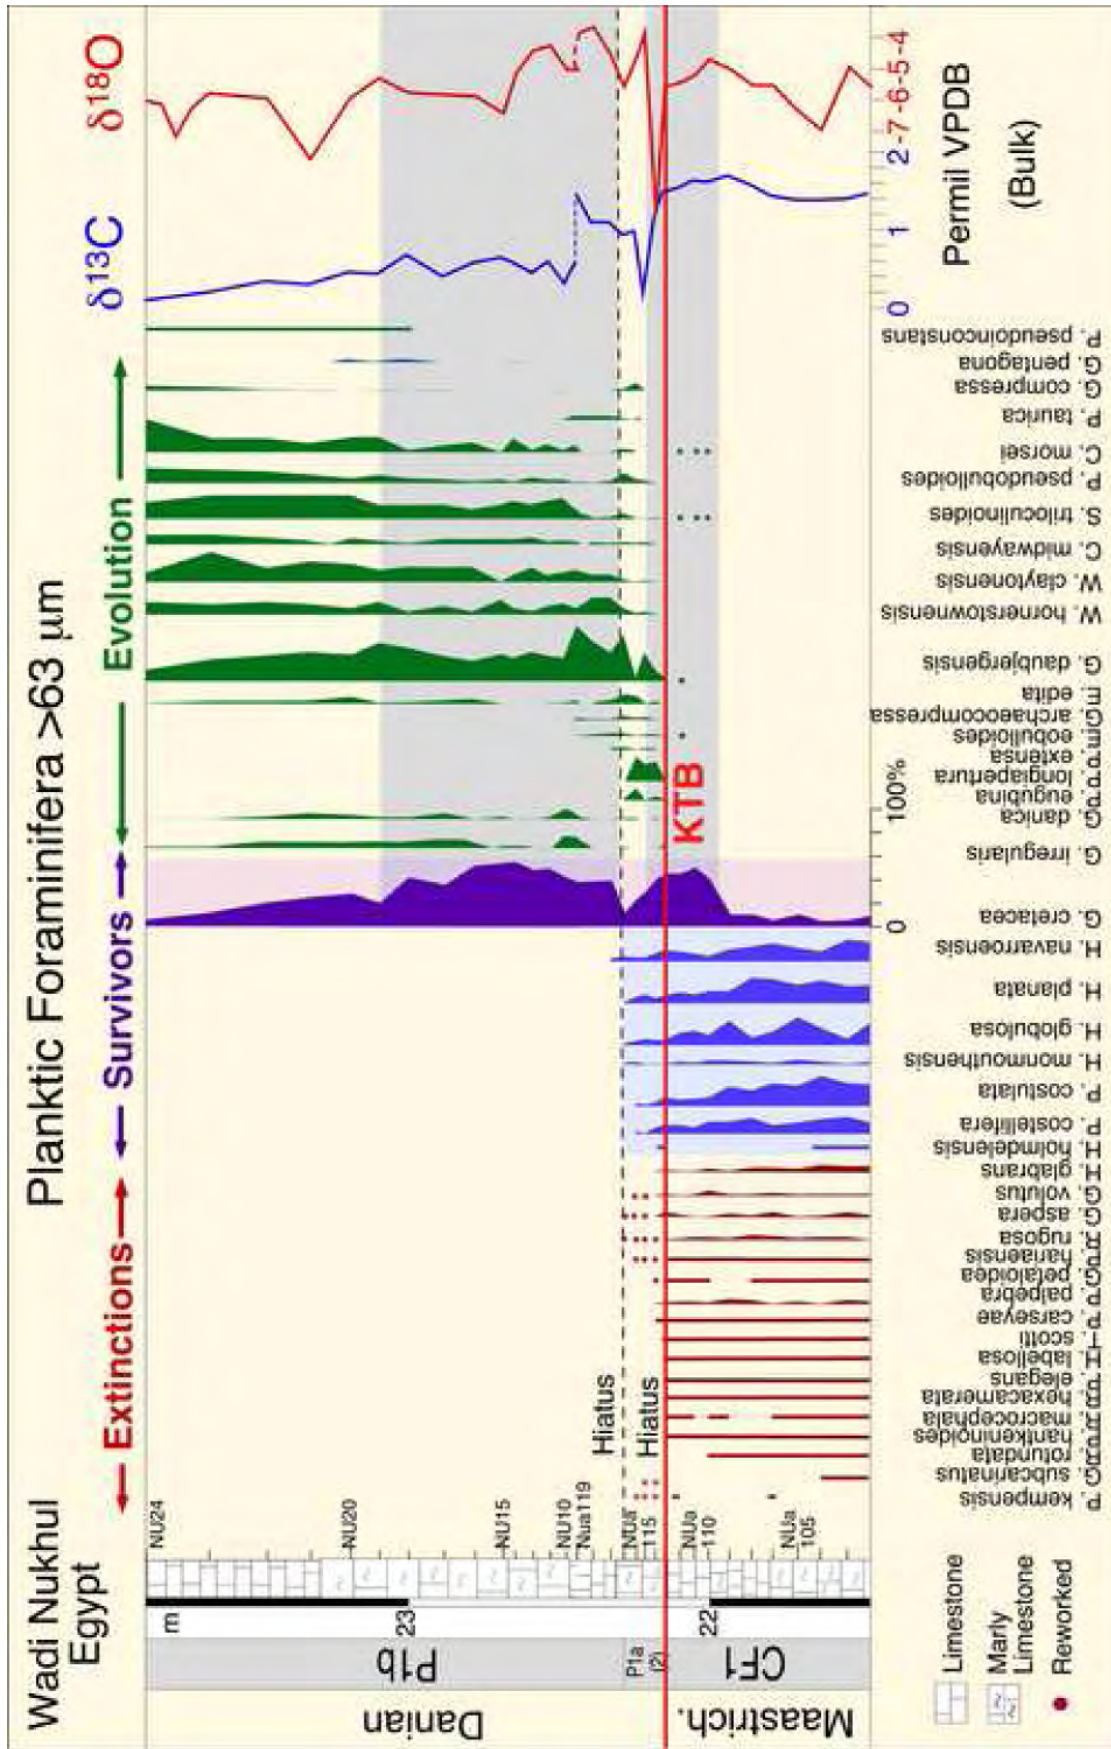 Wadi Nukhul
Egypt
Planktic Foraminifera >63 μm
Extinctions
Survivors
Evolution
δ13C
δ18O
m
23
22
P1b
P1a
(2)
CF1
Danian
Maastrich.
NU24
NU20
NU15
NU10
Nua119
NUa
115
NUa
110
NUa
105
Hiatus
Hiatus
KTB
0
100%
0
1
2
-7
-6
-5
-4
Permil VPDB
(Bulk)
P. kempensis
G. subcarinatus
R. rotundata
P. hantkeninoides
R. macrocephala
R. hexacamerata
P. elegans
H. labellosa
T. scotti
P. carseyae
P. palpebra
G. petaloidea
P. hariaensis
R. rugosa
G. aspera
G. volutus
H. glabrans
H. holmdelensis
P. costellifera
P. costulata
H. monmouthensis
H. globulosa
H. planata
H. navarroensis
G. cretacea
G. irregularis
G. danica
P. eugubina
P. longiapertura
P. extensa
E. eobulloides
G. archaeocompressa
E. edita
G. daubjergensis
W. hornerstownensis
W. claytonensis
C. midwayensis
S. triloculinoides
P. pseudobulloides
C. morsei
P. taurica
G. compressa
G. pentagona
P. pseudoinconstans
Limestone
Marly
Limestone
Reworked